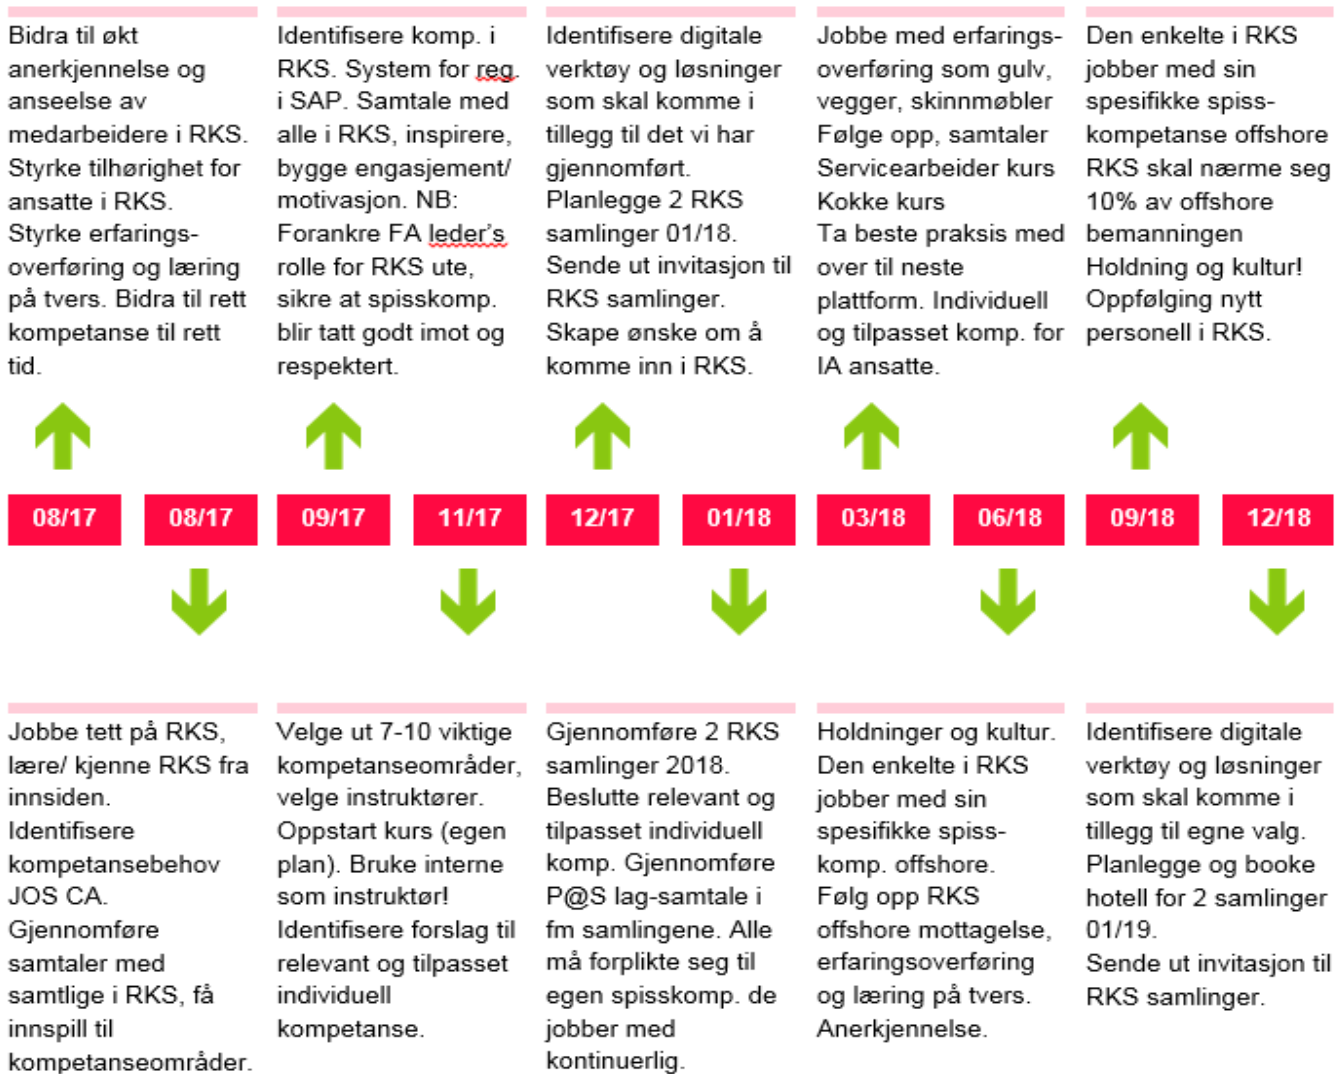 Bidra til økt
anerkjennelse og
anseelse av
medarbeidere i RKS.
Styrke tilhørighet for
ansatte i RKS.
Styrke erfarings-
overføring og læring
på tvers. Bidra til rett
kompetanse til rett
tid.
Identifisere komp. i
RKS. System for reg.
i SAP. Samtale med
alle i RKS, inspirere,
bygge engasjement/
motivasjon. NB:
Forankre FA leder's
rolle for RKS ute,
sikre at spisskomp.
blir tatt godt imot og
respektert.
Identifisere digitale
verktøy og løsninger
som skal komme i
tillegg til det vi har
gjennomført.
Planlegge 2 RKS
samlinger 01/18.
Sende ut invitasjon til
RKS samlinger.
Skape ønske om å
komme inn i RKS.
Jobbe med erfarings-
overføring som gulv,
vegger, skinnmøbler
Følge opp, samtaler
Servicearbeider kurs
Kokke kurs
Ta beste praksis med
over til neste
plattform. Individuell
og tilpasset komp. for
IA ansatte.
Den enkelte i RKS
jobber med sin
spesifikke spiss-
kompetanse offshore
RKS skal nærme seg
10% av offshore
bemanningen
Holdning og kultur!
Oppfølging nytt
personell i RKS.
08/17
08/17
09/17
11/17
12/17
01/18
03/18
06/18
09/18
12/18
Jobbe tett på RKS,
lære/ kjenne RKS fra
innsiden.
Identifisere
kompetansebehov
JOS CA.
Gjennomføre
samtaler med
samtlige i RKS, få
innspill til
kompetanseområder.
Velge ut 7-10 viktige
kompetanseområder,
velge instruktører.
Oppstart kurs (egen
plan). Bruke interne
som instruktør!
Identifisere forslag til
relevant og tilpasset
individuell
kompetanse.
Gjennomføre 2 RKS
samlinger 2018.
Beslutte relevant og
tilpasset individuell
komp. Gjennomføre
P@S lag-samtale i
fm samlingene. Alle
må forplikte seg til
egen spisskomp. de
jobber med
kontinuerlig.
Holdninger og kultur.
Den enkelte i RKS
jobber med sin
spesifikke spiss-
komp. offshore.
Følg opp RKS
offshore mottagelse,
erfaringsoverføring
og læring på tvers.
Anerkjennelse.
Identifisere digitale
verktøy og løsninger
som skal komme i
tillegg til egne valg.
Planlegge og booke
hotell for 2 samlinger
01/19.
Sende ut invitasjon til
RKS samlinger.